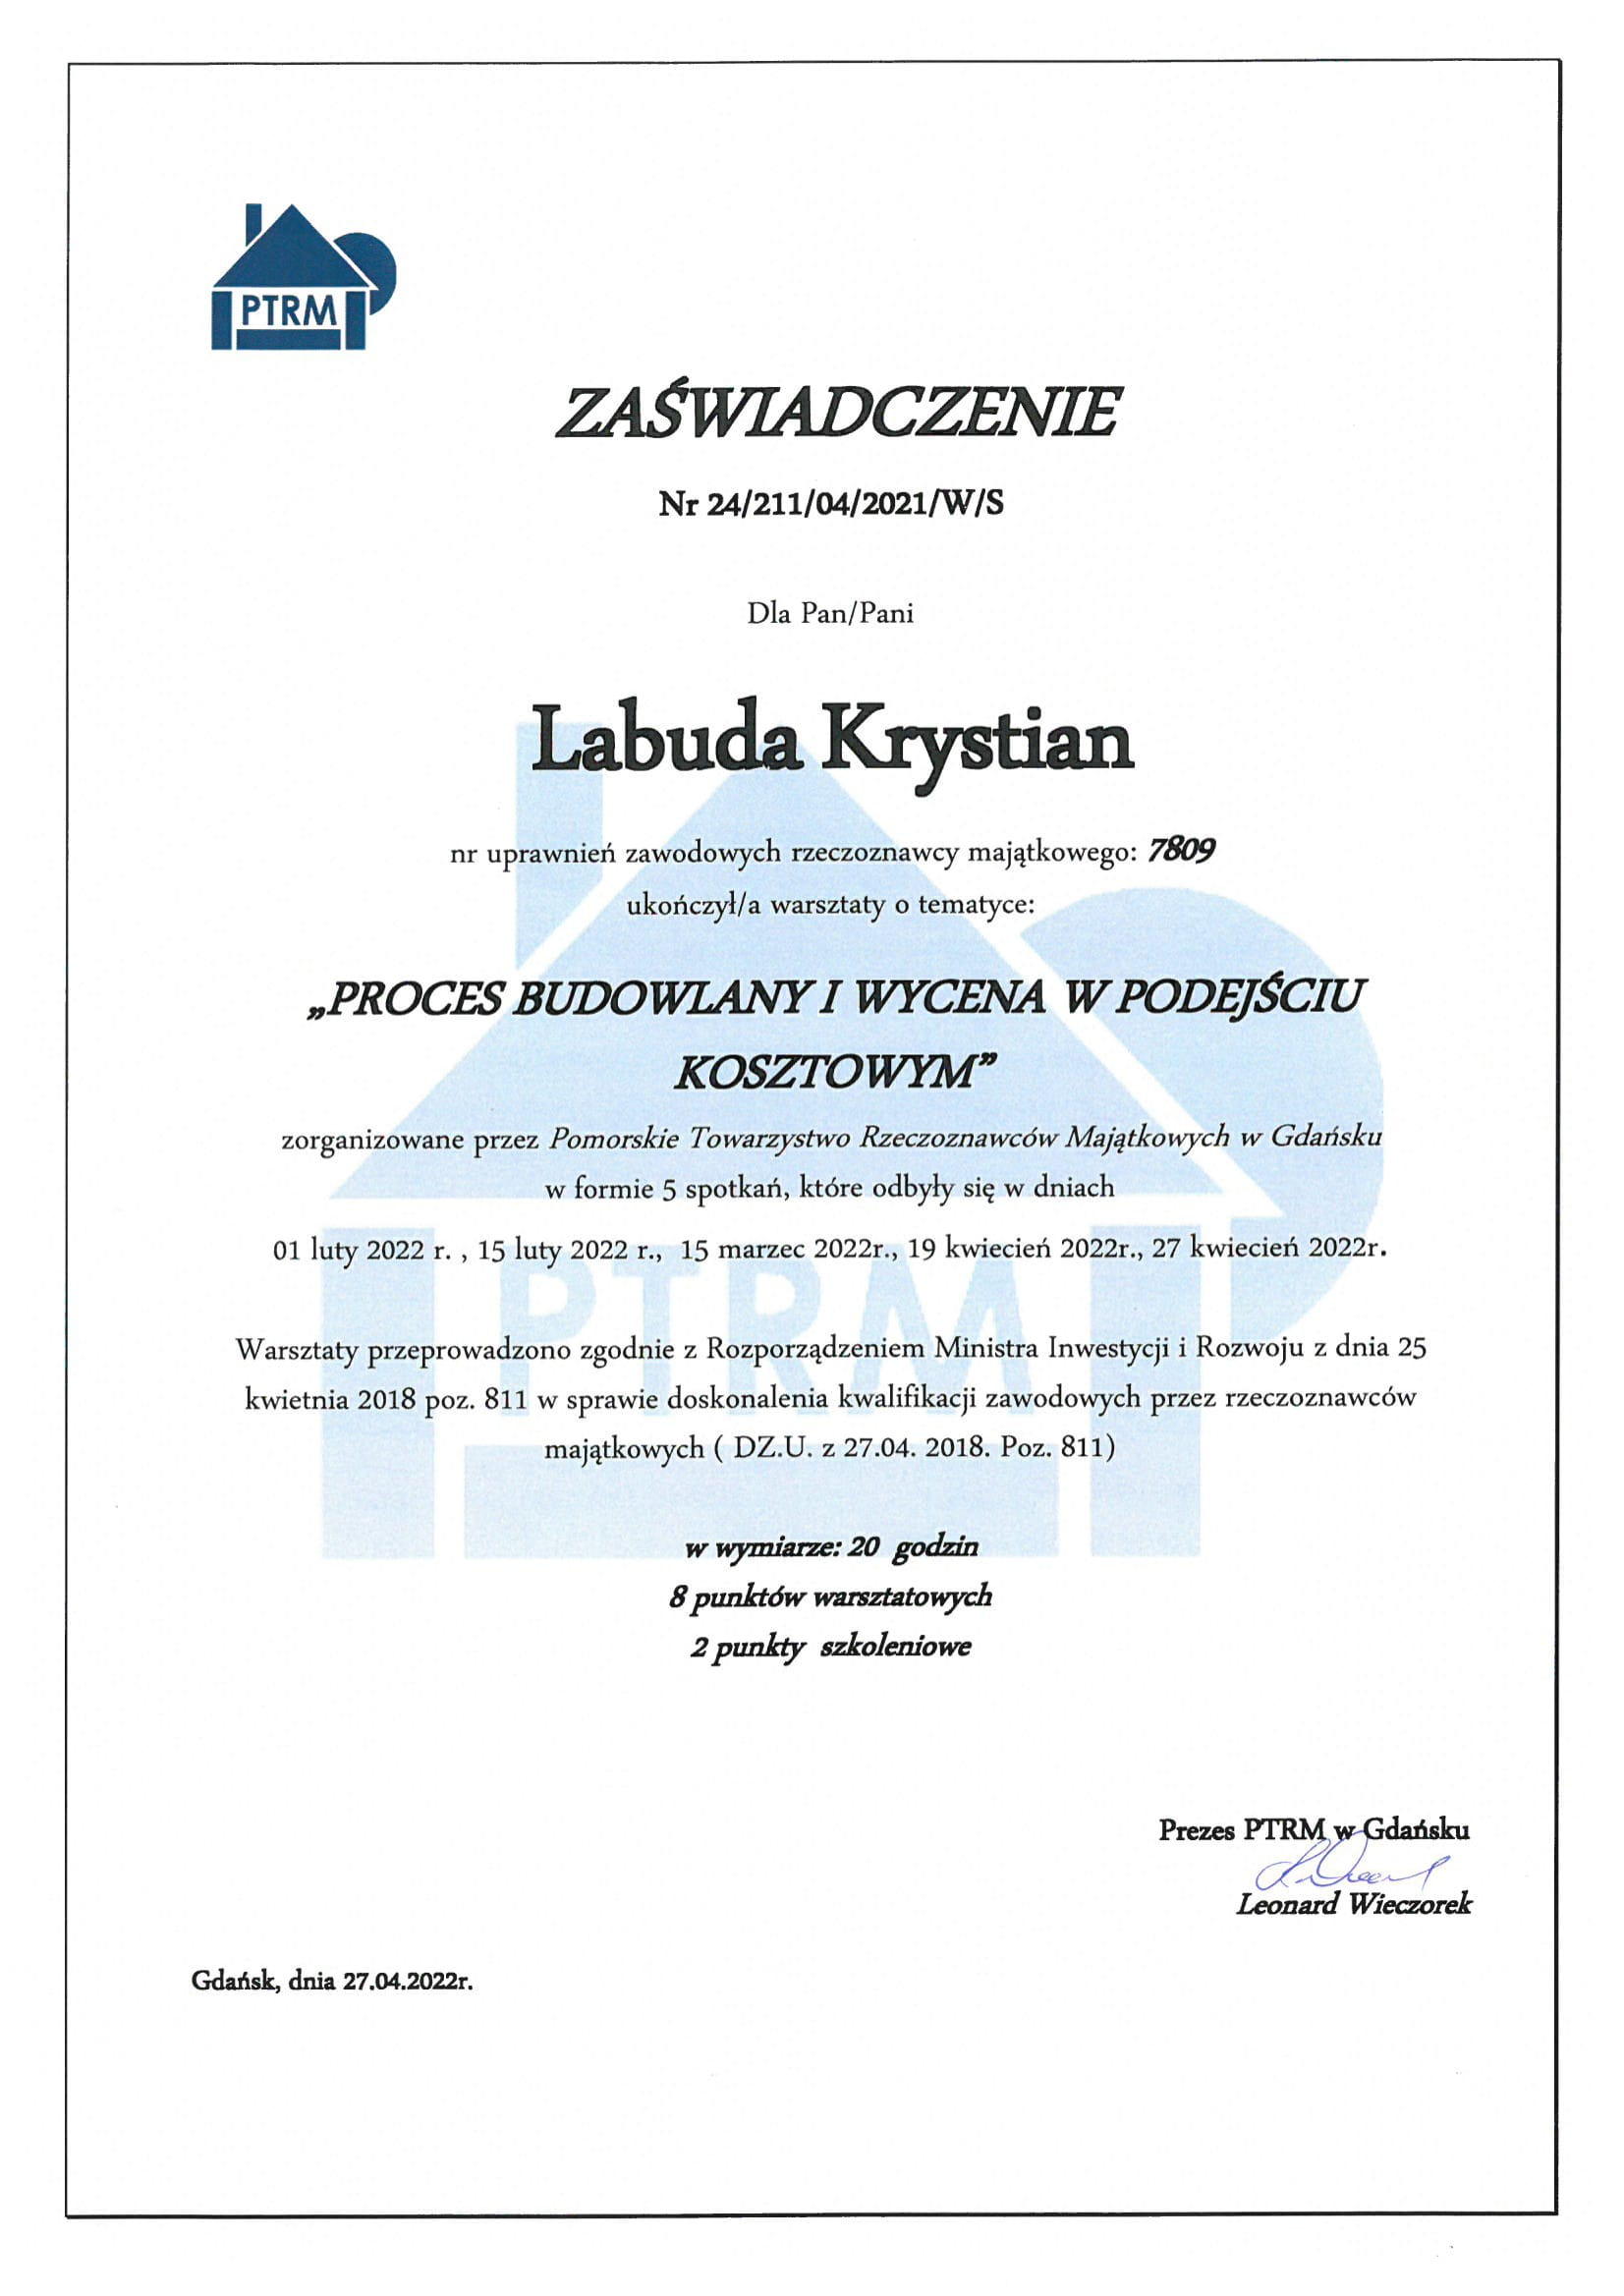 PTRM
ZAŚWIADCZENIE
Nr 24/211/04/2021/W/S
Dla Pan/Pani
Labuda Krystian
nr uprawnień zawodowych rzeczoznawcy majątkowego: 7809
ukończył/a warsztaty o tematyce:
„PROCES BUDOWLANY I WYCENA W PODEJŚCIU
KOSZTOWYM”
zorganizowane przez Pomorskie Towarzystwo Rzeczoznawców Majątkowych w Gdańsku
w formie 5 spotkań, które odbyły się w dniach
01 luty 2022 r. , 15 luty 2022 r., 15 marzec 2022r., 19 kwiecień 2022r., 27 kwiecień 2022r.
PTRM
Warsztaty przeprowadzono zgodnie z Rozporządzeniem Ministra Inwestycji i Rozwoju z dnia 25
kwietnia 2018 poz. 811 w sprawie doskonalenia kwalifikacji zawodowych przez rzeczoznawców
majątkowych ( DZ.U. z 27.04. 2018. Poz. 811)
w wymiarze: 20 godzin
8 punktów warsztatowych
2 punkty szkoleniowe
Prezes PTRM w Gdańsku
Leonard Wieczorek
Gdańsk, dnia 27.04.2022r.